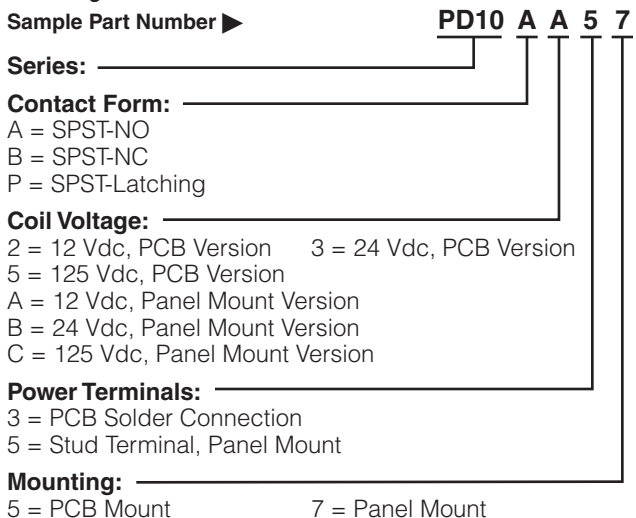 Sample Part Number ▶ PD10 A A 5 7
Series:
Contact Form:
A = SPST-NO
B = SPST-NC
P = SPST-Latching
Coil Voltage:
2 = 12 Vdc, PCB Version 3 = 24 Vdc, PCB Version
5 = 125 Vdc, PCB Version
A = 12 Vdc, Panel Mount Version
B = 24 Vdc, Panel Mount Version
C = 125 Vdc, Panel Mount Version
Power Terminals:
3 = PCB Solder Connection
5 = Stud Terminal, Panel Mount
Mounting:
5 = PCB Mount 7 = Panel Mount